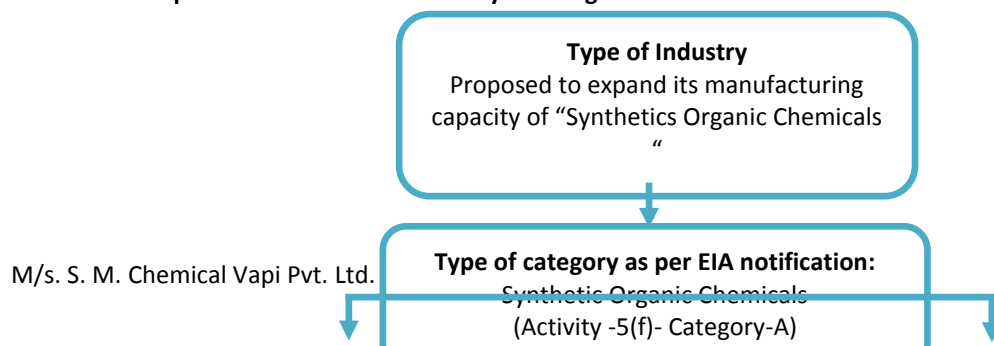 Type of Industry
Proposed to expand its manufacturing
capacity of “Synthetics Organic Chemicals
“
M/s. S. M. Chemical Vapi Pvt. Ltd.
Type of category as per EIA notification:
Synthetic Organic Chemicals
(Activity -5(f)- Category-A)